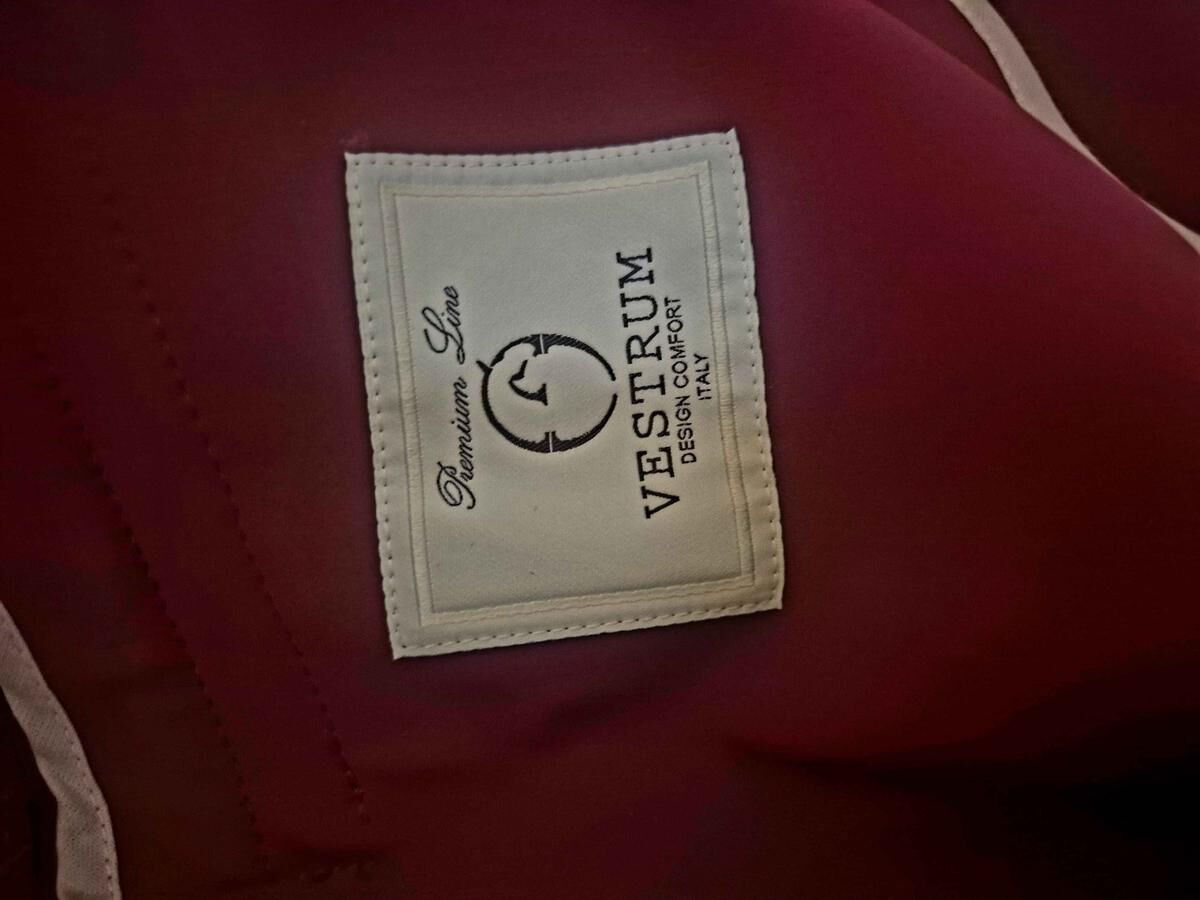 Premium Line
VESTRUM
DESIGN COMFORT
ITALY